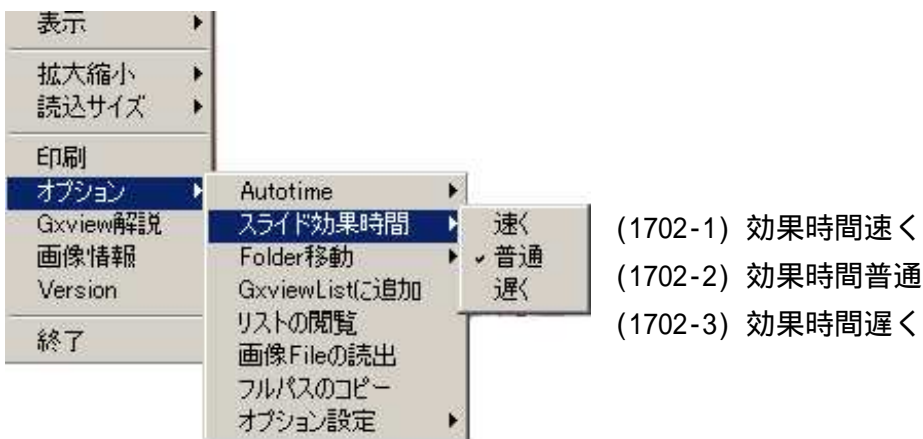 表示
拡大縮小
読込サイズ
印刷
オプション
Gxview解説
画像情報
Version
終了
Autotime
スライド効果時間
Folder移動
GxviewListに追加
リストの閲覧
画像Fileの読出
フルパスのコピー
オプション設定
速く
普通
遅く
(1702-1) 効果時間速く
(1702-2) 効果時間普通
(1702-3) 効果時間遅く